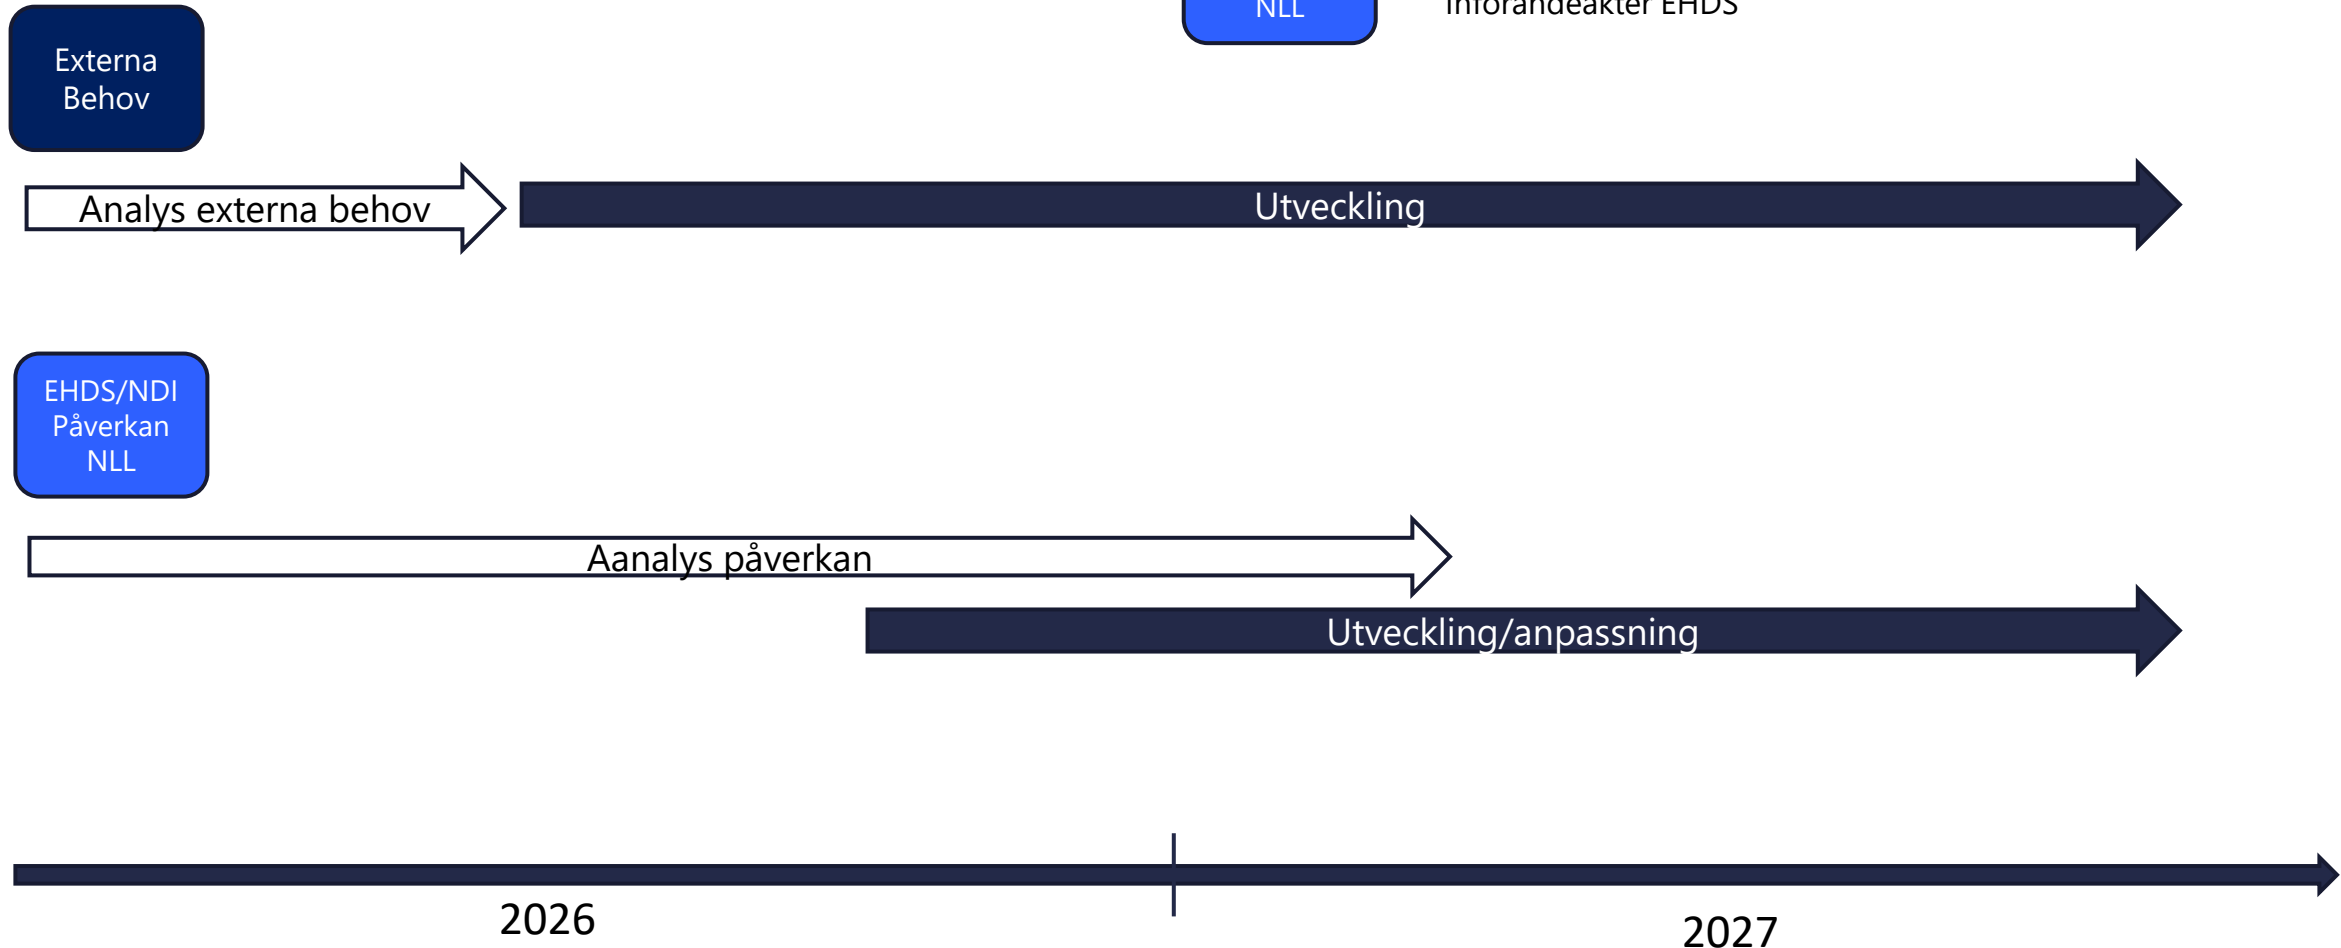 NLL
Införandeakter EHDS
Externa
Behov
Analys externa behov
Utveckling
EHDS/NDI
Påverkan
NLL
Aanalys påverkan
Utveckling/anpassning
2026
2027